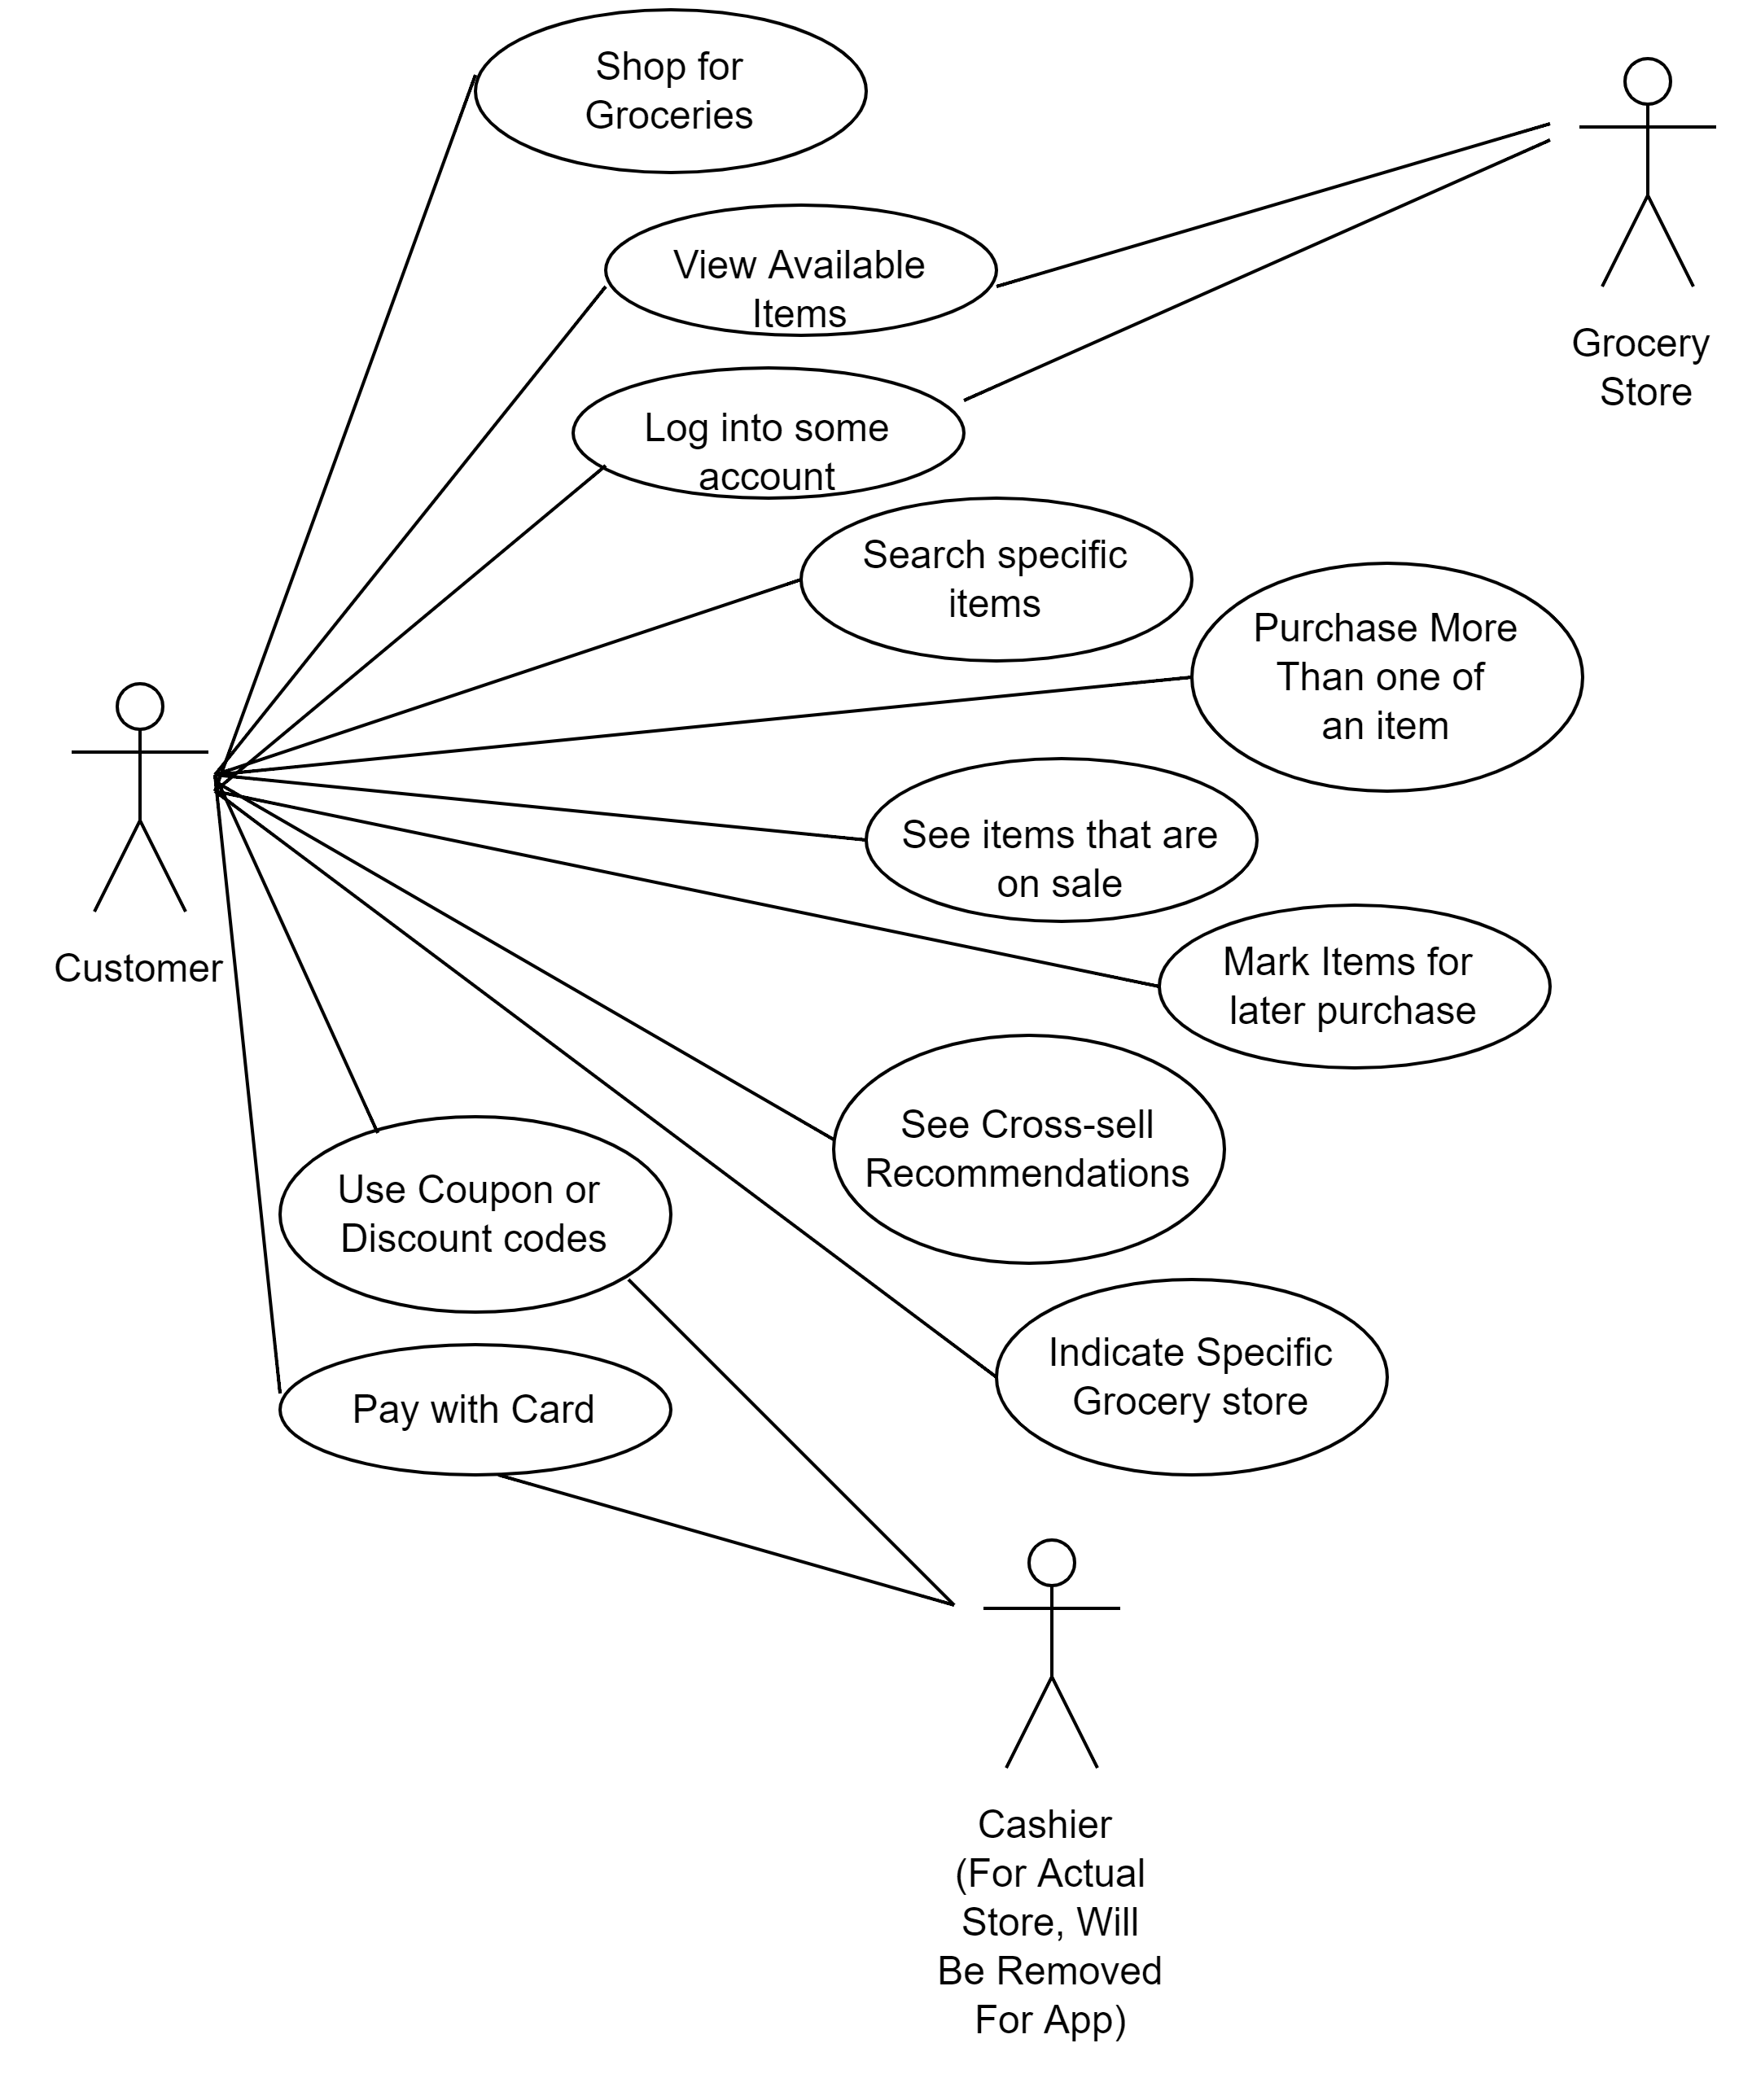 Shop for
Groceries
View Available
Items
Grocery
Store
Log into some
account
Search specific
items
Purchase More
Than one of
an item
See items that are
on sale
Customer
Mark Items for
later purchase
See Cross-sell
Recommendations
Use Coupon or
Discount codes
Indicate Specific
Grocery store
Pay with Card
Cashier
(For Actual
Store, Will
Be Removed
For App)